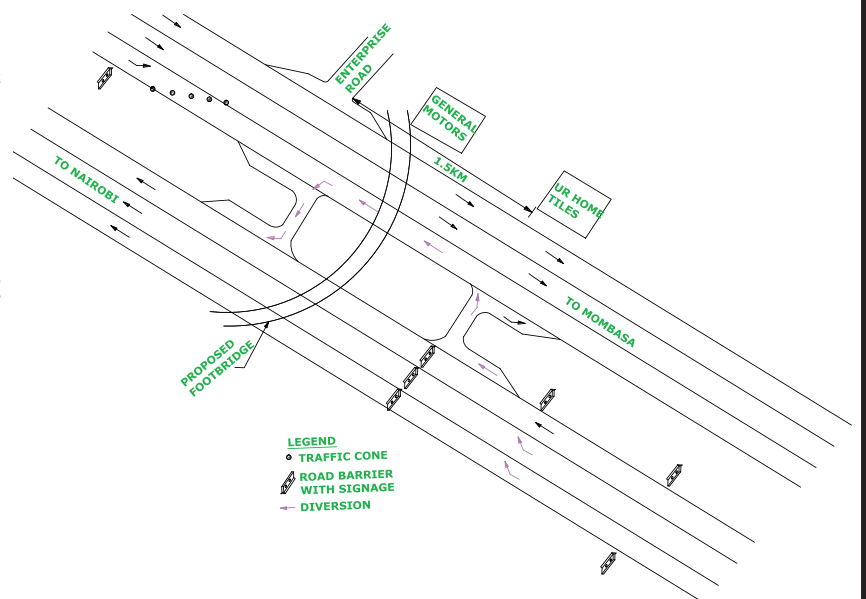 ENTERPRISE
ROAD
GENERAL
MOTORS
1.5KM
UR HOME
TILES
TO NAIROBI
TO MOMBASA
PROPOSED
FOOTBRIDGE
LEGEND
TRAFFIC CONE
ROAD BARRIER
WITH SIGNAGE
DIVERSION